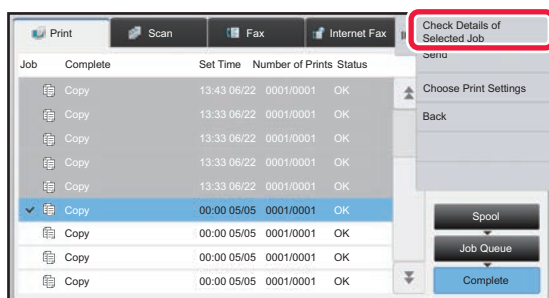 Print Scan Fax Internet Fax
Check Details of
Selected Job
Send
Choose Print Settings
Back
Job Complete Set Time Number of Prints Status
Copy 13:43 06/22 0001/0001 OK
Copy 13:33 06/22 0001/0001 OK
Copy 13:33 06/22 0001/0001 OK
Copy 13:33 06/22 0001/0001 OK
Copy 13:33 06/22 0001/0001 OK
Copy 00:00 05/05 0001/0001 OK
Copy 00:00 05/05 0001/0001 OK
Copy 00:00 05/05 0001/0001 OK
Copy 00:00 05/05 0001/0001 OK
Spool
Job Queue
Complete